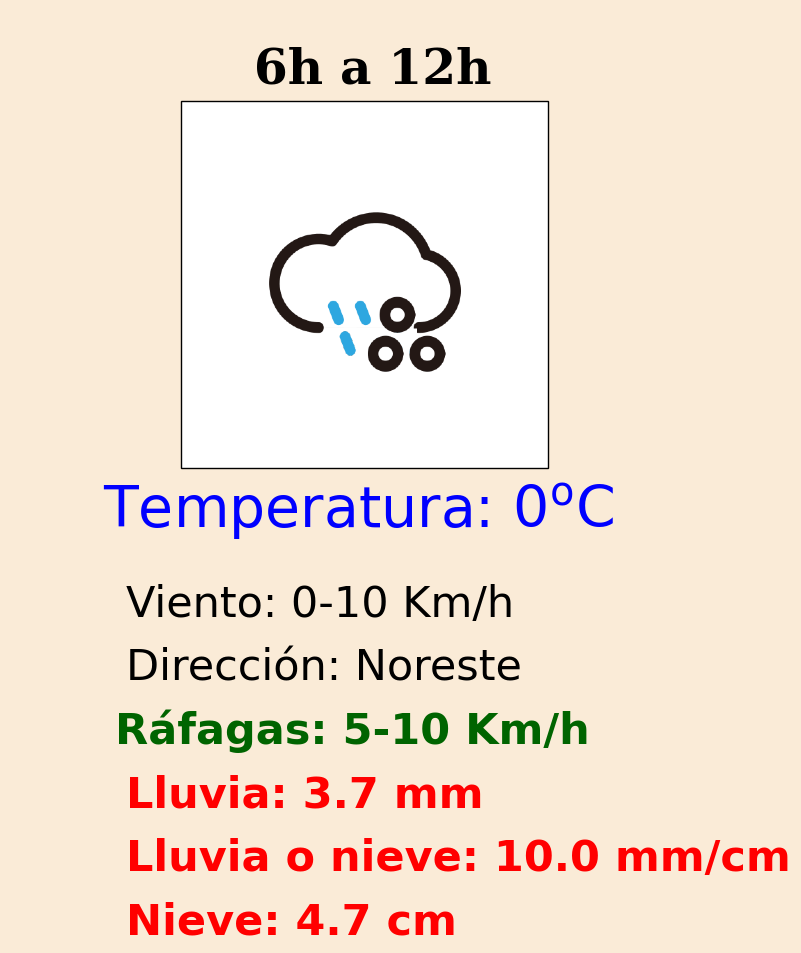 6h a 12h
Temperatura: 0ºC
Viento: 0-10 Km/h
Dirección: Noreste
Ráfagas: 5-10 Km/h
Lluvia: 3.7 mm
Lluvia o nieve: 10.0 mm/cm
Nieve: 4.7 cm